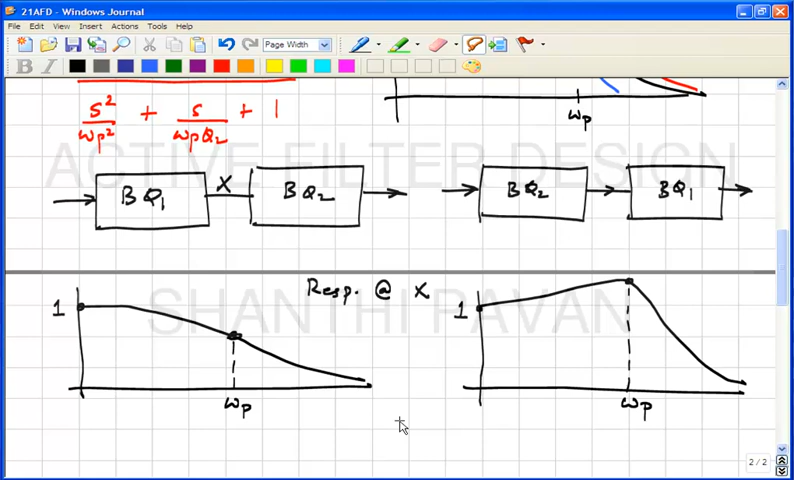 21AFD - Windows Journal
File Edit View Insert Actions Tools Help
Page Width
B I
s²/ωp² + s/ωpQ₂ + 1
ωp
ACTIVE FILTER DESIGN
BQ₁ X BQ₂ BQ₂ BQ₁
Resp. @ X
SHANTHI PAVAN
1 1
ωp ωp
2 / 2